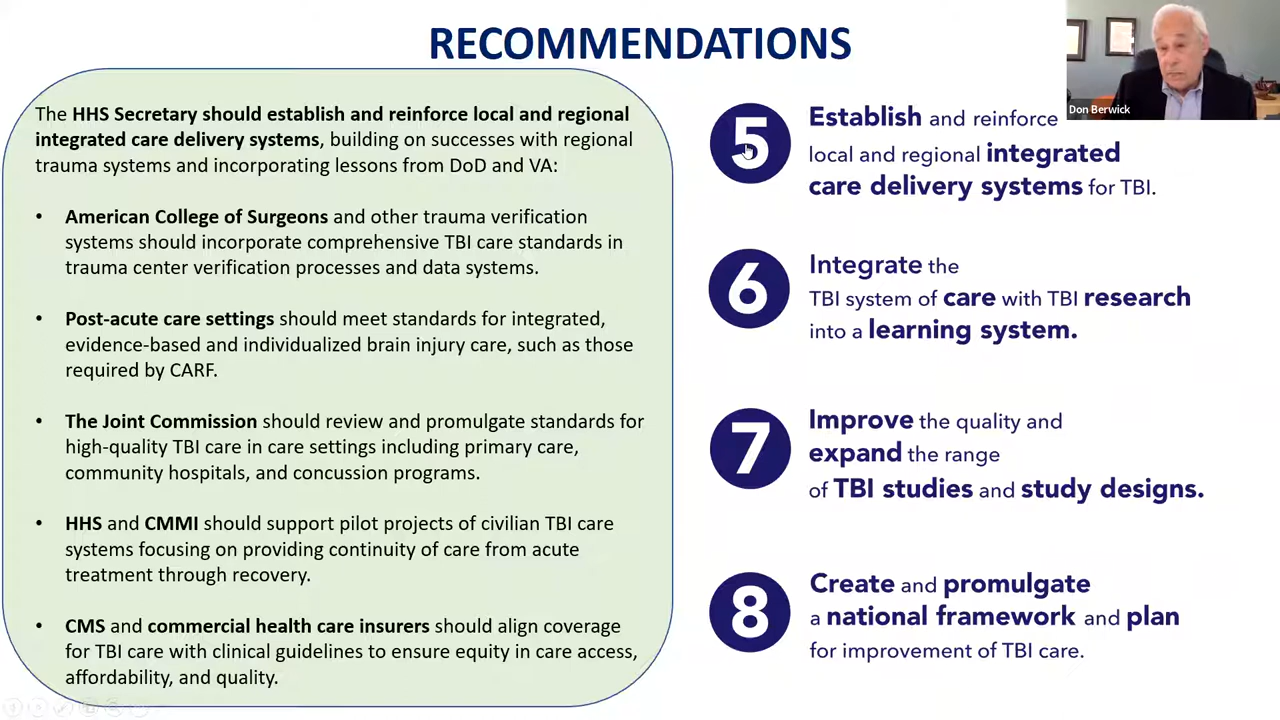 RECOMMENDATIONS
The HHS Secretary should establish and reinforce local and regional
integrated care delivery systems, building on successes with regional
trauma systems and incorporating lessons from DoD and VA:
• American College of Surgeons and other trauma verification
systems should incorporate comprehensive TBI care standards in
trauma center verification processes and data systems.
• Post-acute care settings should meet standards for integrated,
evidence-based and individualized brain injury care, such as those
required by CARF.
• The Joint Commission should review and promulgate standards for
high-quality TBI care in care settings including primary care,
community hospitals, and concussion programs.
• HHS and CMMI should support pilot projects of civilian TBI care
systems focusing on providing continuity of care from acute
treatment through recovery.
• CMS and commercial health care insurers should align coverage
for TBI care with clinical guidelines to ensure equity in care access,
affordability, and quality.
5
Establish and reinforce
local and regional integrated
care delivery systems for TBI.
6
Integrate the
TBI system of care with TBI research
into a learning system.
7
Improve the quality and
expand the range
of TBI studies and study designs.
8
Create and promulgate
a national framework and plan
for improvement of TBI care.
Don Berwick